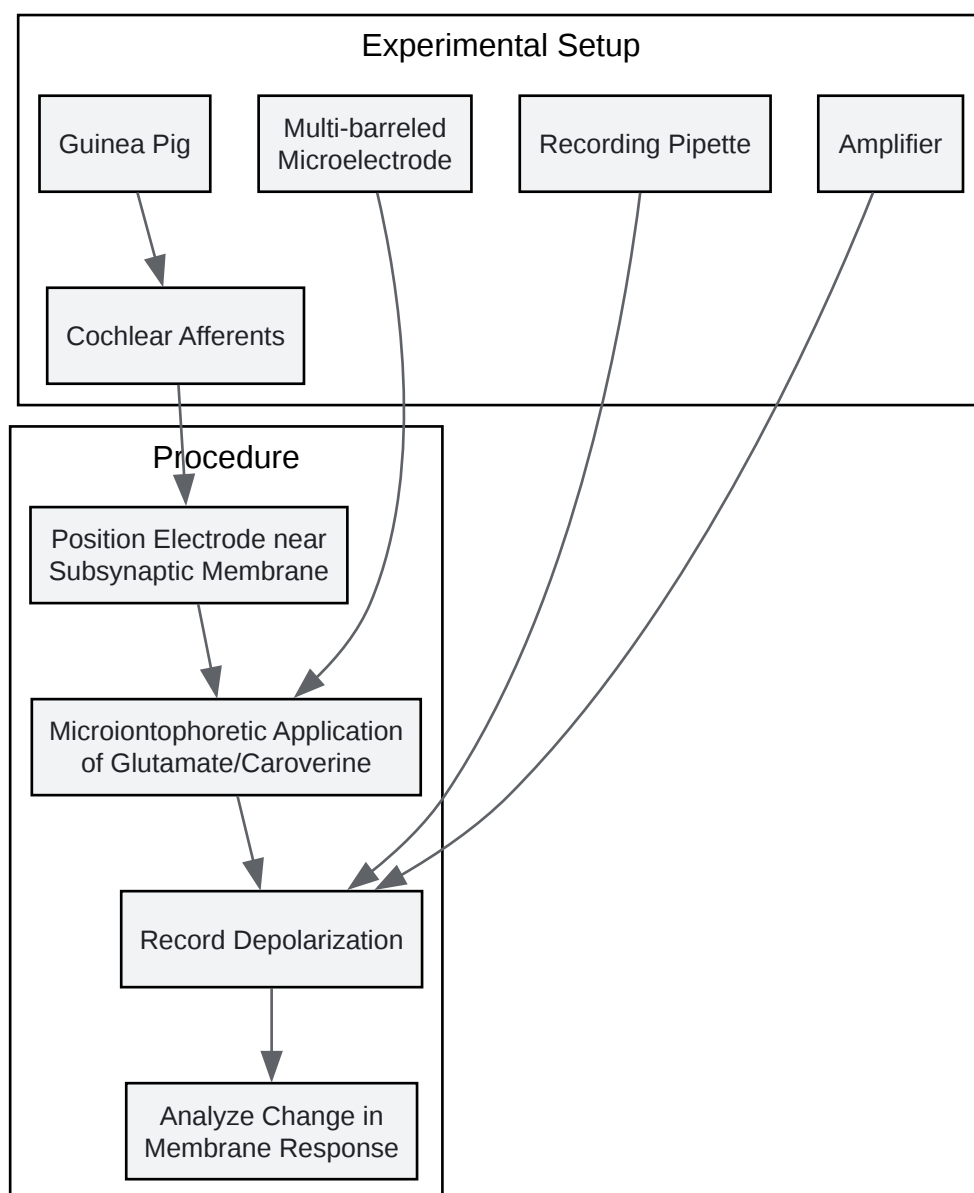 Experimental Setup
Guinea Pig
Multi-barreled
Microelectrode
Recording Pipette
Amplifier
Cochlear Afferents
Procedure
Position Electrode near
Subsynaptic Membrane
Microiontophoretic Application
of Glutamate/Caroverine
Record Depolarization
Analyze Change in
Membrane Response